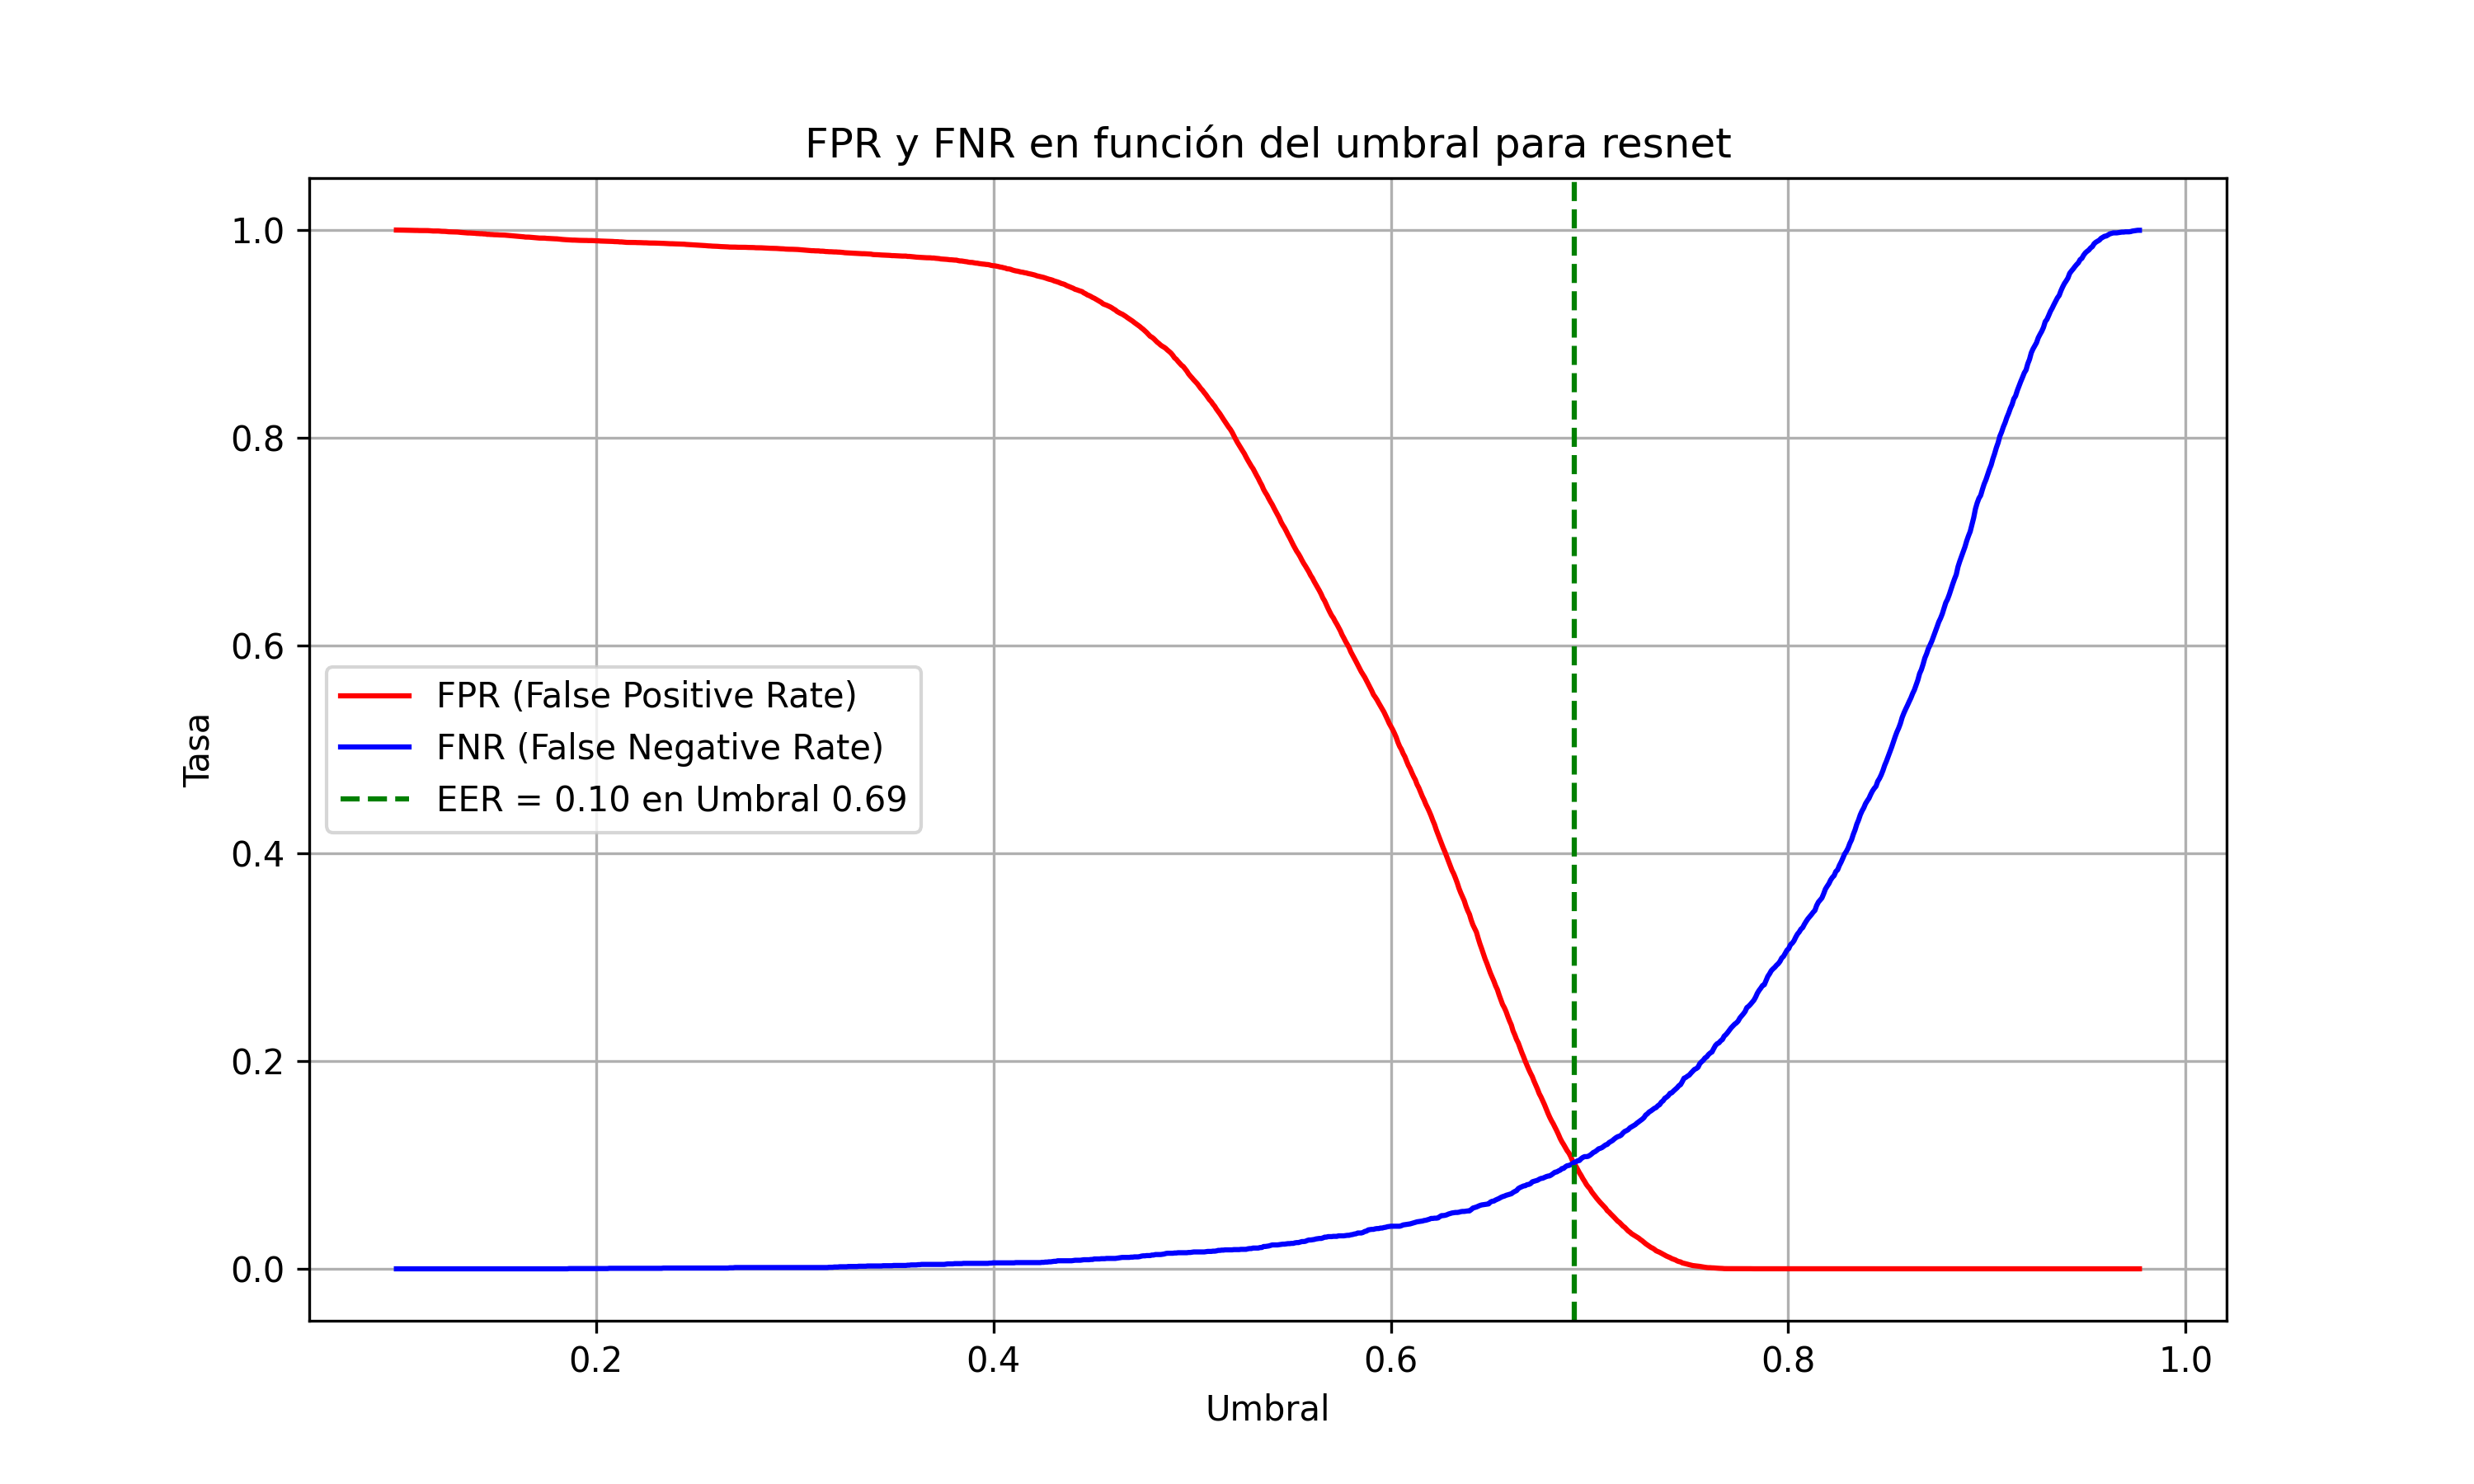 FPR y FNR en función del umbral para resnet
1.0
0.8
0.6
0.4
0.2
0.0
Tasa
FPR (False Positive Rate)
FNR (False Negative Rate)
EER = 0.10 en Umbral 0.69
0.2 0.4 0.6 0.8 1.0
Umbral